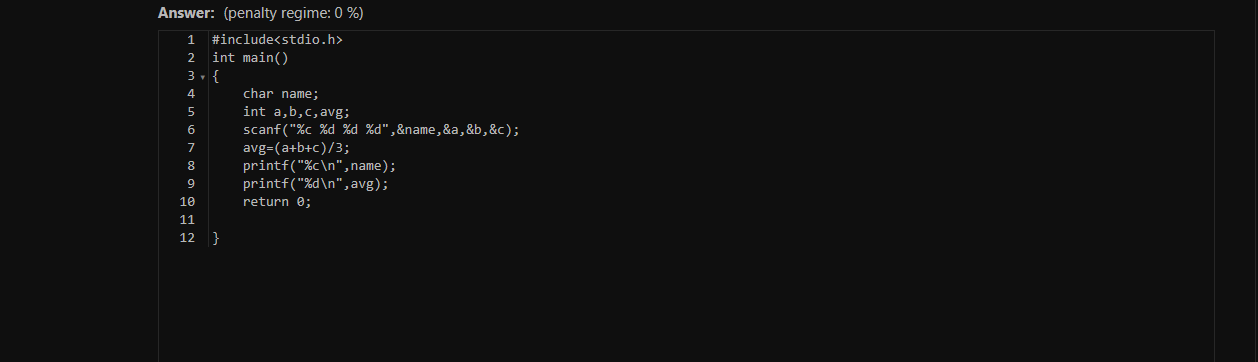 Answer: (penalty regime: 0 %)
1 #include<stdio.h>
2 int main()
3 {
4     char name;
5     int a,b,c,avg;
6     scanf("%c %d %d %d",&name,&a,&b,&c);
7     avg=(a+b+c)/3;
8     printf("%c\n",name);
9     printf("%d\n",avg);
10     return 0;
11
12 }